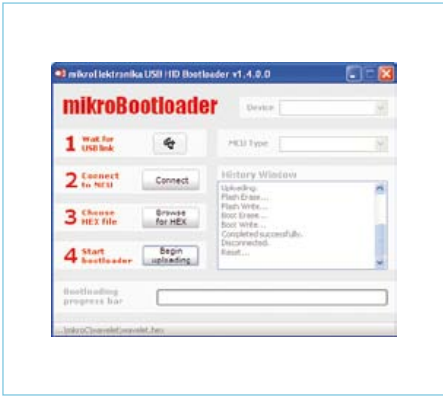 mikroElektronika USB HID Bootloader v1.4.0.0
mikroBootloader
Device
1 Wait for
USB link
MCU Type
2 Connect
to MCU
Connect
History Window
Uploading:
Flash Erase...
Flash Write...
Boot Erase...
Boot Write...
Completed successfully.
Disconnected.
Reset...
3 Choose
HEX file
Browse
for HEX
4 Start
bootloader
Begin
uploading
Bootloading
progress bar
...\mikroC\wavelet\wavelet.hex